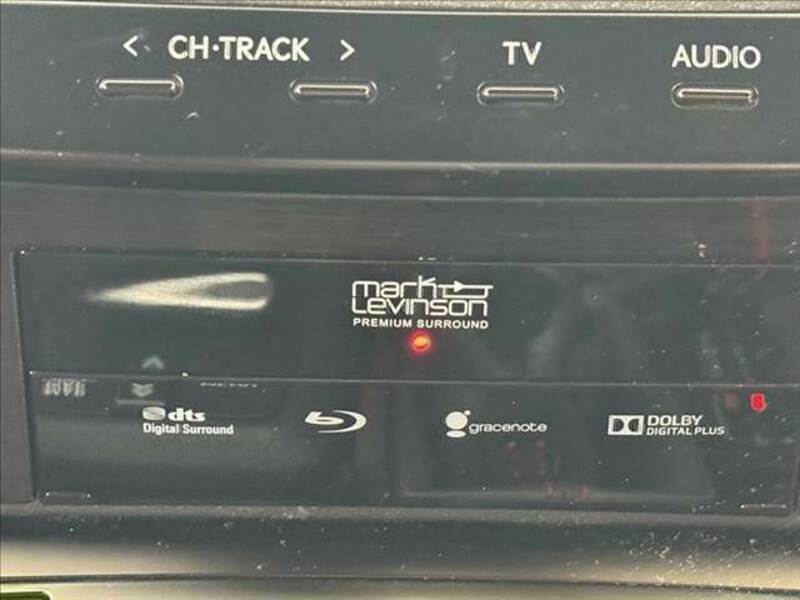 < CH·TRACK > TV AUDIO
mark
Levinson
PREMIUM SURROUND
dts
Digital Surround
gracenote
DOLBY
DIGITAL PLUS